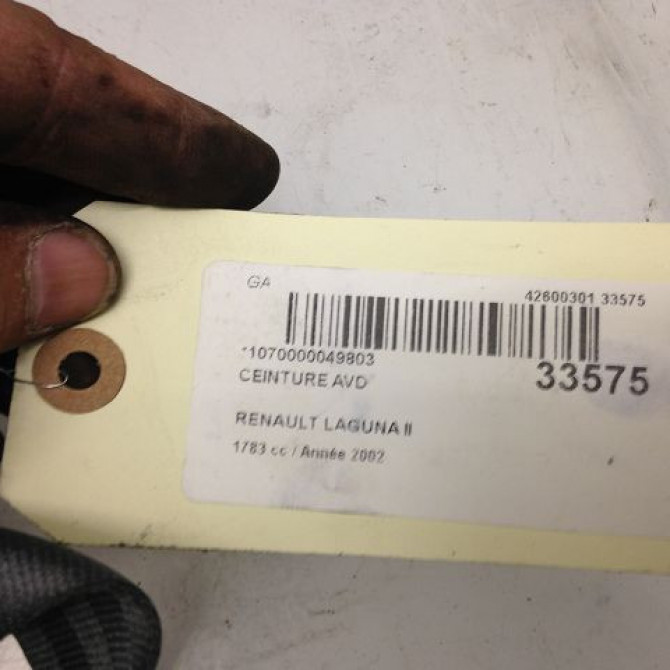 GA
42600301 33575
*1070000049803
33575
CEINTURE AVD
RENAULT LAGUNA II
1783 cc / Année 2002